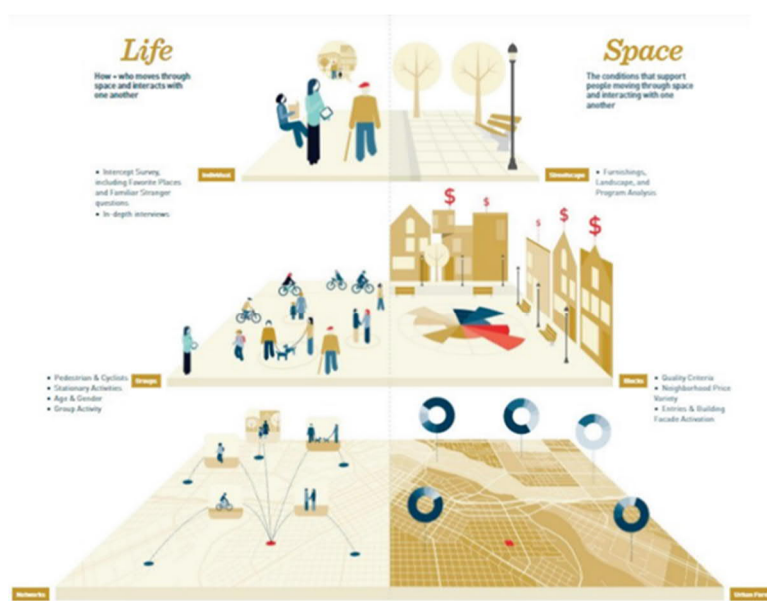 Life
How + who moves through
space and interacts with
one another
Space
The conditions that support
people moving through space
and interacting with one
another
• Intercept Survey,
including Favorite Places
and Familiar Stranger
questions.
• In-depth interviews
Individual
Streetscape
• Furnishings,
Landscape, and
Program Analysis
$
$
$
$
$
• Pedestrian & Cyclists
• Stationary Activities
• Age & Gender
• Group Activity
Groups
Blocks
• Quality Criteria
• Neighborhood Price
Variety
• Entries & Building
Facade Activation
Networks
Urban Form